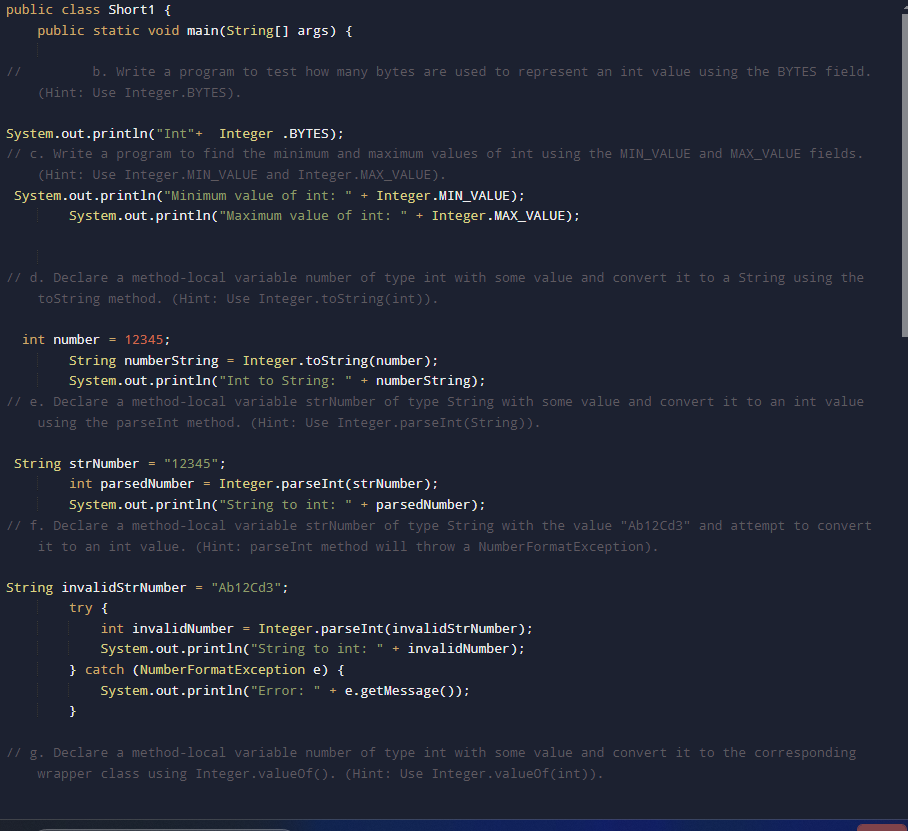 public class Short1 {
    public static void main(String[] args) {
//         b. Write a program to test how many bytes are used to represent an int value using the BYTES field.
    (Hint: Use Integer.BYTES).
System.out.println("Int"+  Integer .BYTES);
// c. Write a program to find the minimum and maximum values of int using the MIN_VALUE and MAX_VALUE fields.
    (Hint: Use Integer.MIN_VALUE and Integer.MAX_VALUE).
 System.out.println("Minimum value of int: " + Integer.MIN_VALUE);
        System.out.println("Maximum value of int: " + Integer.MAX_VALUE);
// d. Declare a method-local variable number of type int with some value and convert it to a String using the
    toString method. (Hint: Use Integer.toString(int)).
  int number = 12345;
        String numberString = Integer.toString(number);
        System.out.println("Int to String: " + numberString);
// e. Declare a method-local variable strNumber of type String with some value and convert it to an int value
    using the parseInt method. (Hint: Use Integer.parseInt(String)).
 String strNumber = "12345";
        int parsedNumber = Integer.parseInt(strNumber);
        System.out.println("String to int: " + parsedNumber);
// f. Declare a method-local variable strNumber of type String with the value "Ab12Cd3" and attempt to convert
    it to an int value. (Hint: parseInt method will throw a NumberFormatException).
String invalidStrNumber = "Ab12Cd3";
        try {
            int invalidNumber = Integer.parseInt(invalidStrNumber);
            System.out.println("String to int: " + invalidNumber);
        } catch (NumberFormatException e) {
            System.out.println("Error: " + e.getMessage());
        }
// g. Declare a method-local variable number of type int with some value and convert it to the corresponding
    wrapper class using Integer.valueOf(). (Hint: Use Integer.valueOf(int)).